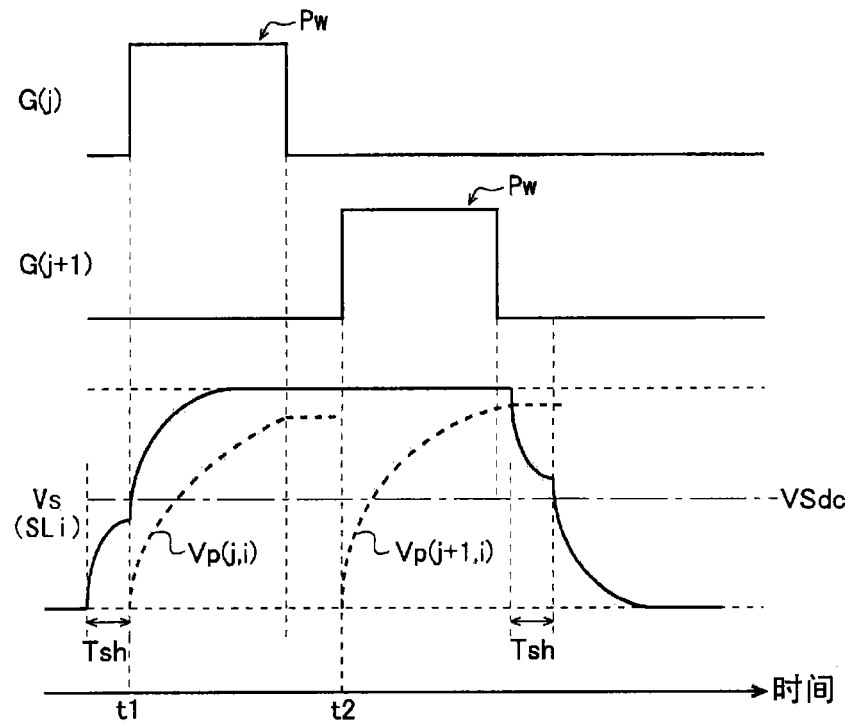 Pw
G(j)
Pw
G(j+1)
Vs
(SLi)
VSdc
Vp(j,i)
Vp(j+1,i)
Tsh
Tsh
t1
t2
时间